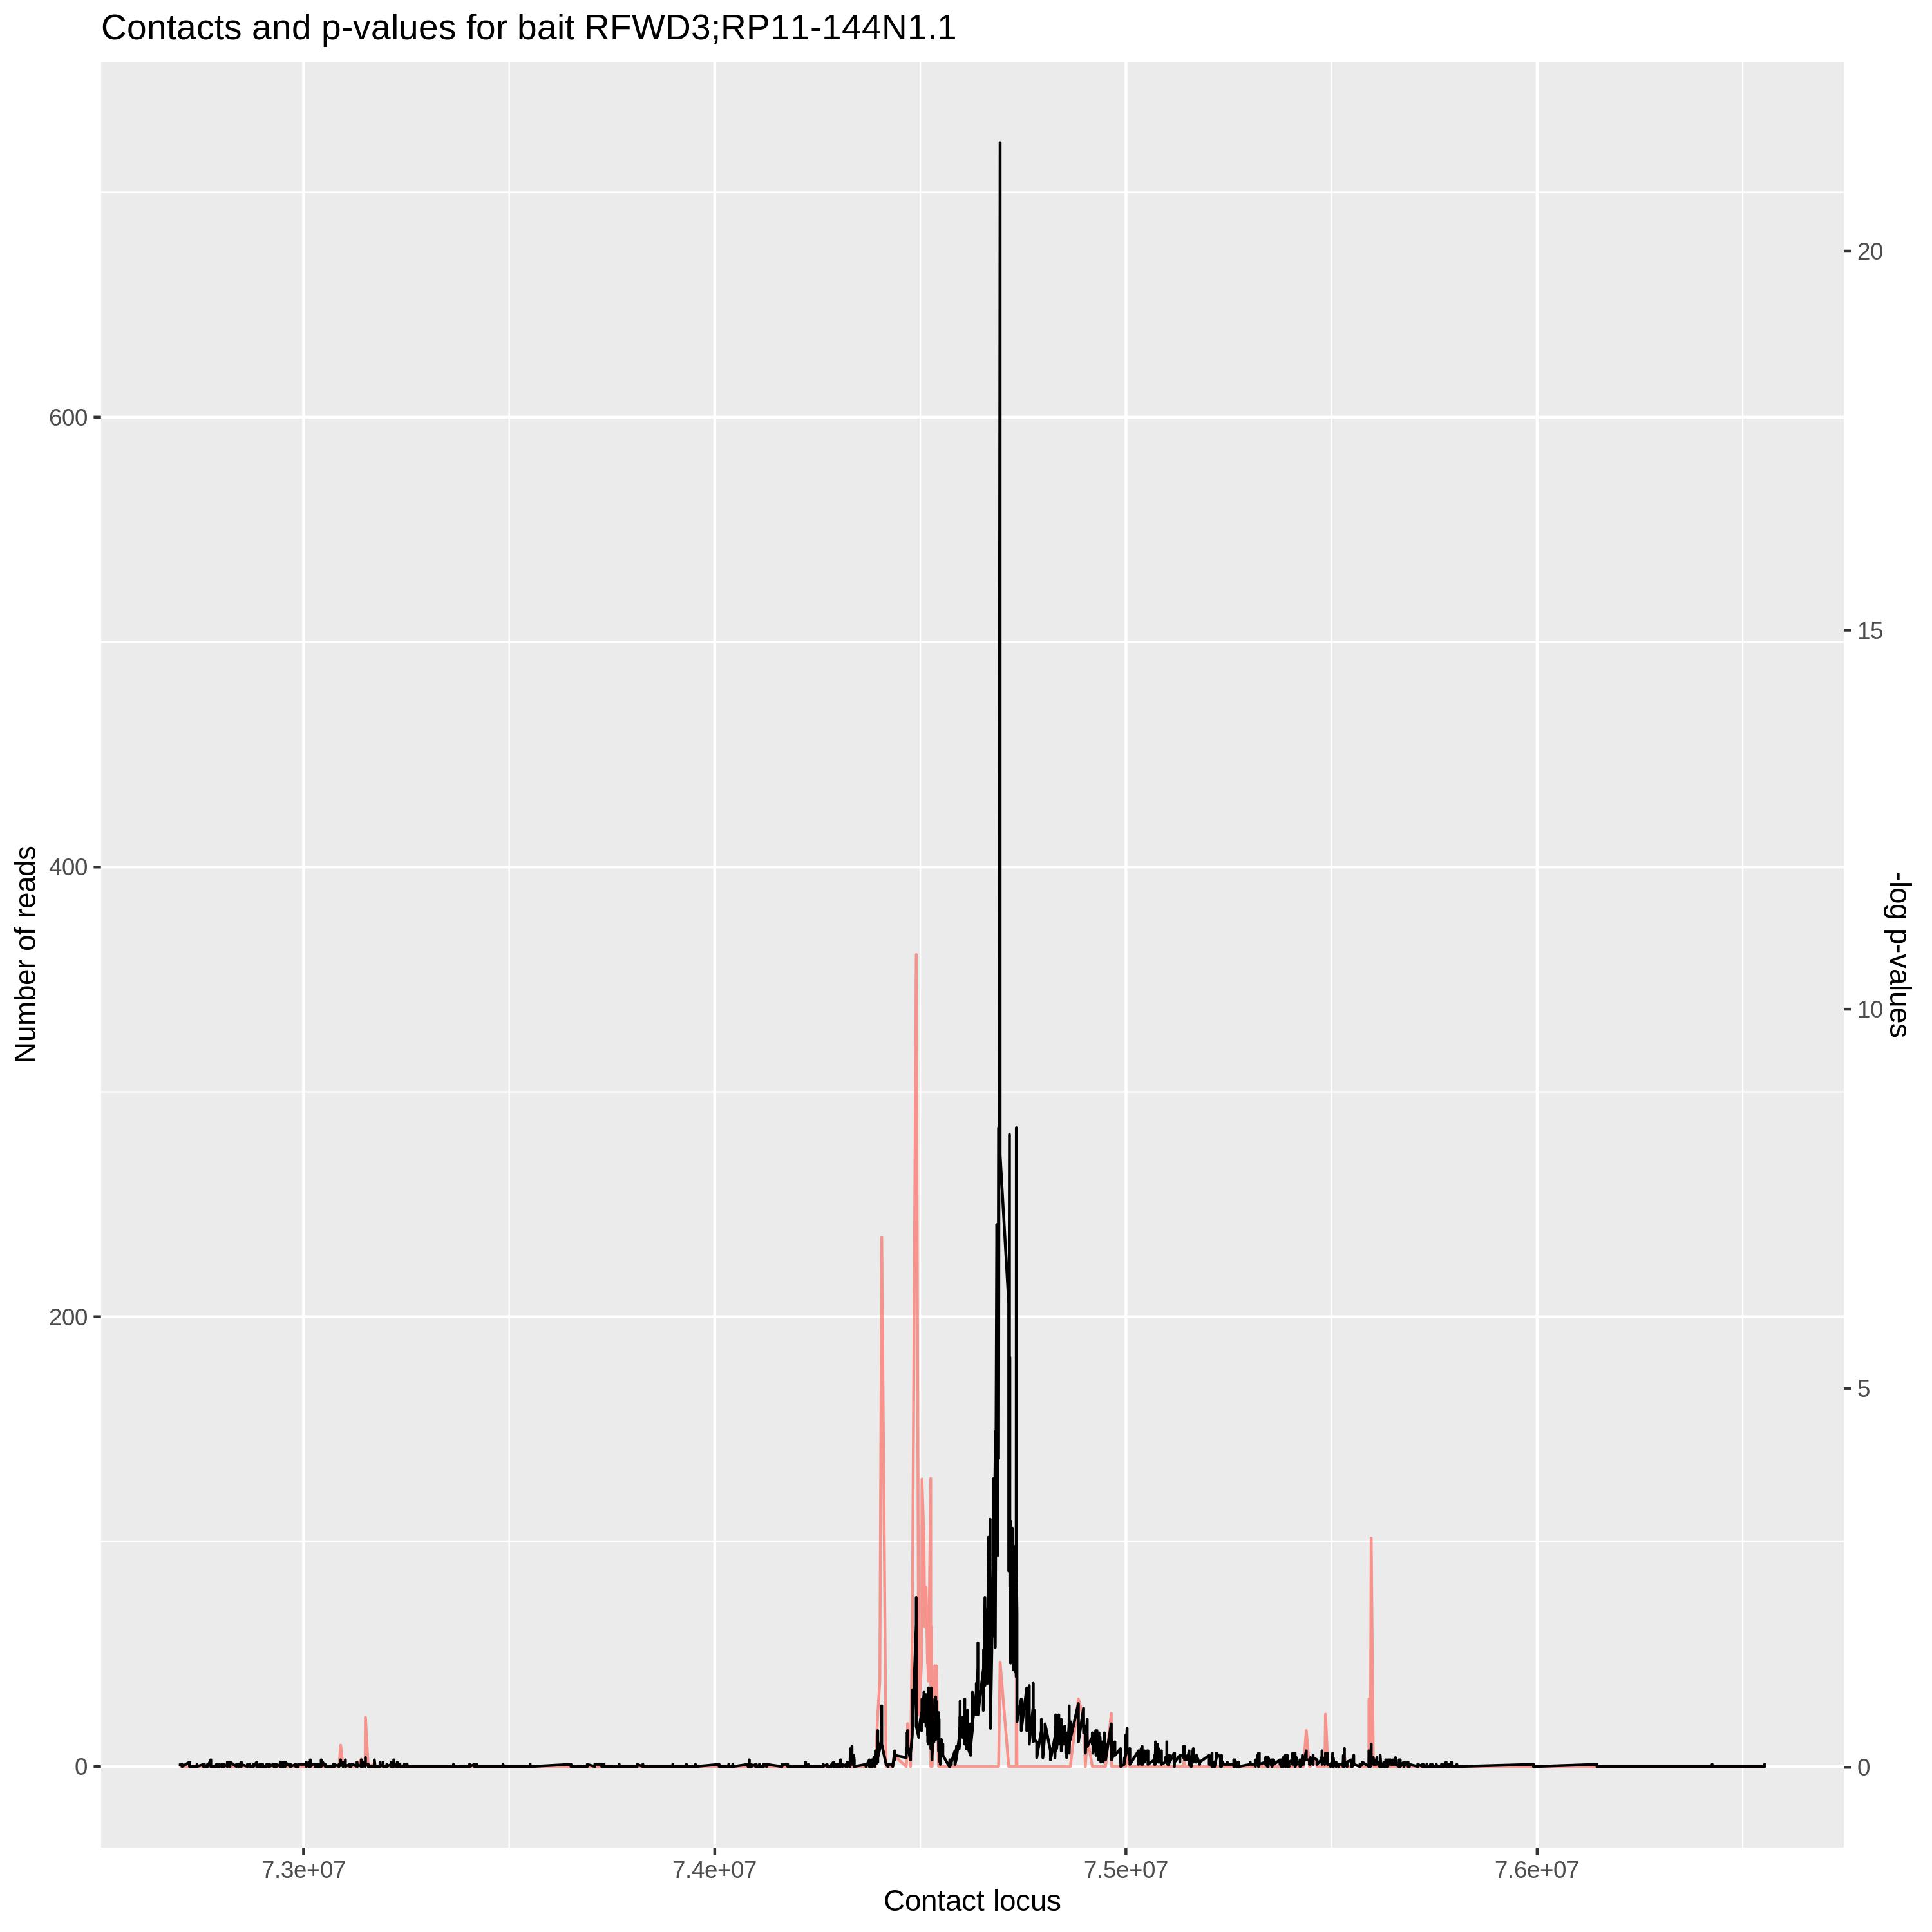 Contacts and p-values for bait RFWD3;RP11-144N1.1
Number of reads
600
400
200
0
20
15
10
5
0
-log p-values
7.3e+07
7.4e+07
7.5e+07
7.6e+07
Contact locus